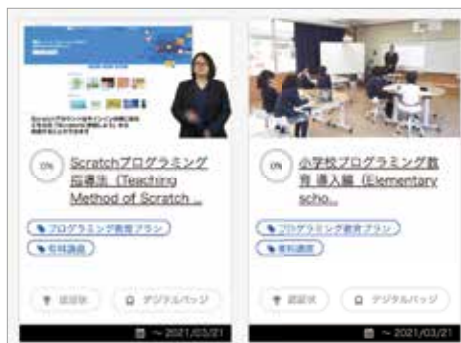 0%
Scratchプログラミング
指導法（Teaching
Method of Scratch ...
プログラミング教育プラン
有料講座
認証状
デジタルバッジ
～2021/03/21
0%
小学校プログラミング教
育 導入編（Elementary
scho...
プログラミング教育プラン
有料講座
認証状
デジタルバッジ
～2021/03/21